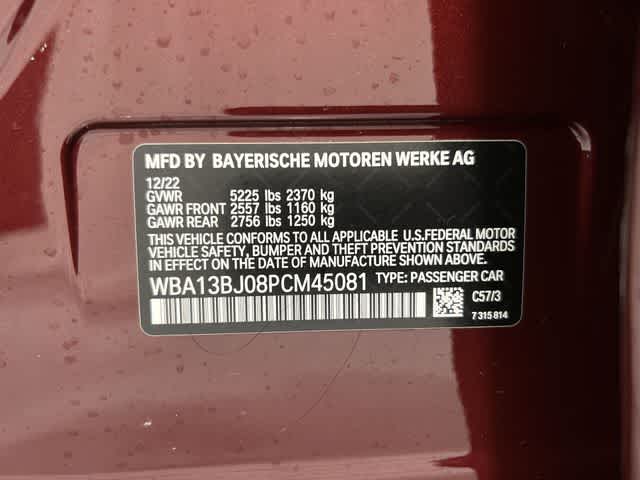 MFD BY BAYERISCHE MOTOREN WERKE AG
12/22
GVWR 5225 lbs 2370 kg
GAWR FRONT 2557 lbs 1160 kg
GAWR REAR 2756 lbs 1250 kg
THIS VEHICLE CONFORMS TO ALL APPLICABLE U.S.FEDERAL MOTOR
VEHICLE SAFETY, BUMPER AND THEFT PREVENTION STANDARDS
IN EFFECT ON THE DATE OF MANUFACTURE SHOWN ABOVE.
WBA13BJ08PCM45081 TYPE: PASSENGER CAR
C57/3
7 315 814